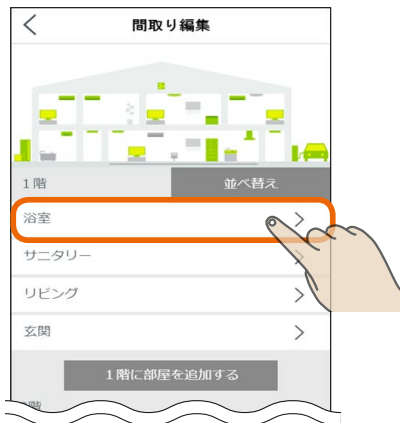 間取り編集
1階
並べ替え
浴室
サニタリー
リビング
玄関
1階に部屋を追加する